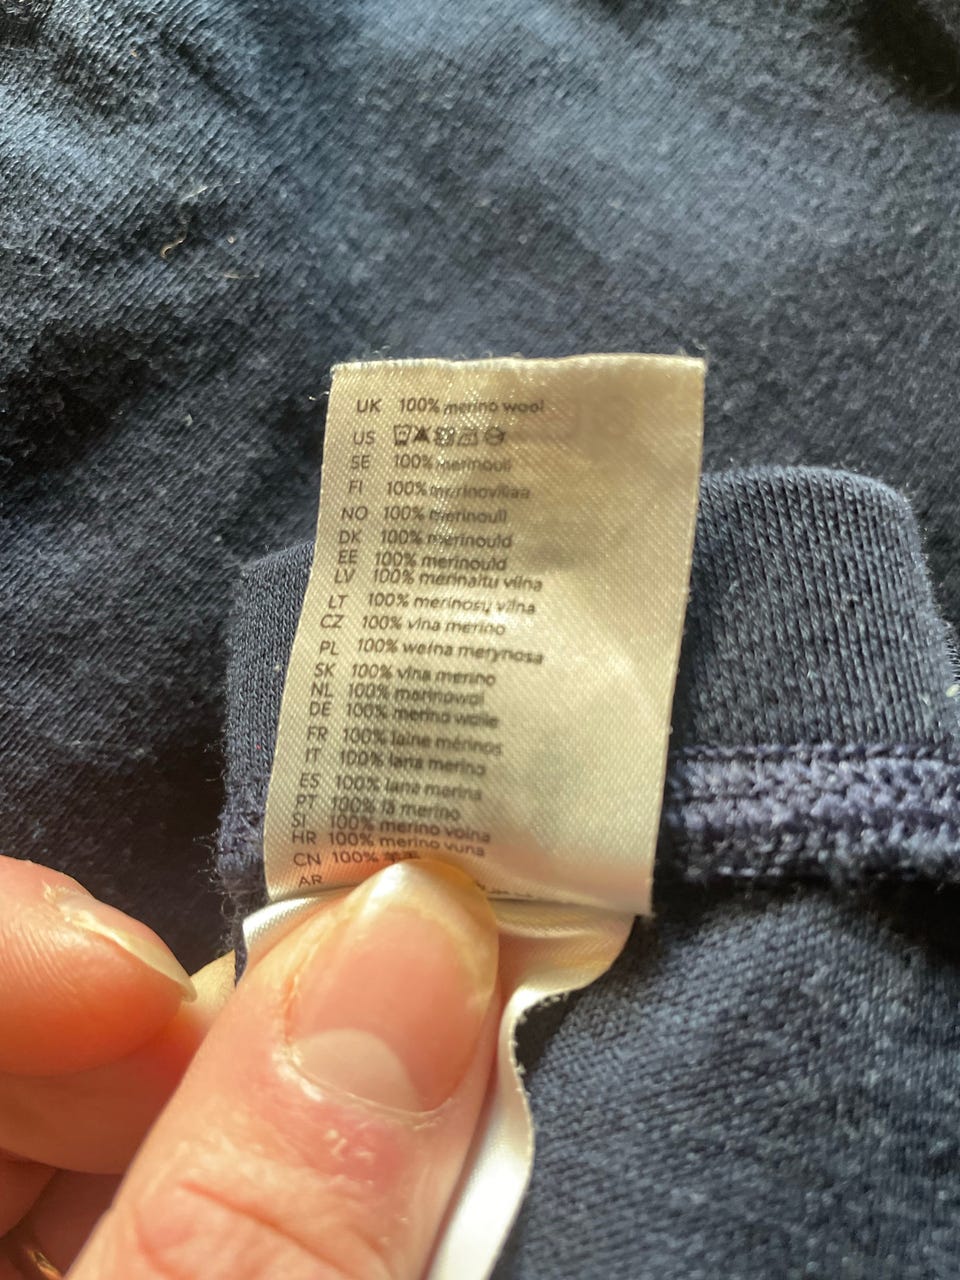 UK 100% merino wool
US
SE 100% merinoull
FI 100% merinovillaa
NO 100% merinoull
DK 100% merinould
EE 100% merinould
LV 100% merinaitu vilna
LT 100% merinosų vilna
CZ 100% vlna merino
PL 100% wełna merynosa
SK 100% vlna merino
NL 100% marinowol
DE 100% merino wolle
FR 100% laine mérinos
IT 100% lana merino
ES 100% lana merina
PT 100% lã merino
SI 100% merino volna
HR 100% merino vuna
CN 100%
AR